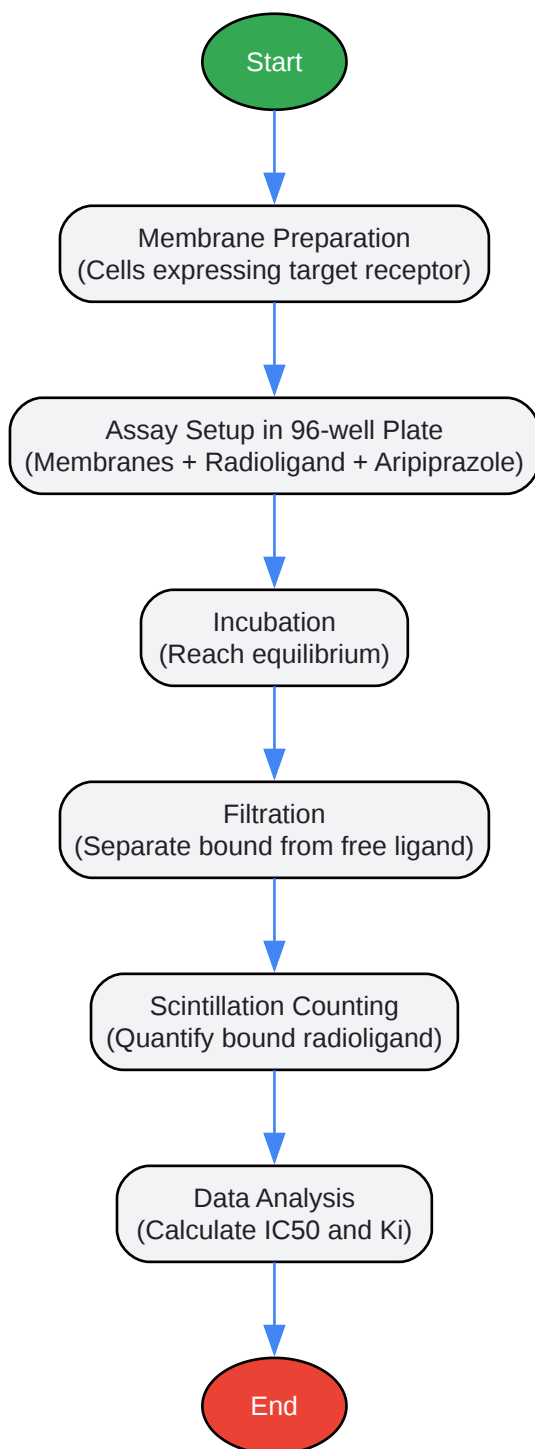 Start
Membrane Preparation
(Cells expressing target receptor)
Assay Setup in 96-well Plate
(Membranes + Radioligand + Aripiprazole)
Incubation
(Reach equilibrium)
Filtration
(Separate bound from free ligand)
Scintillation Counting
(Quantify bound radioligand)
Data Analysis
(Calculate IC50 and Ki)
End